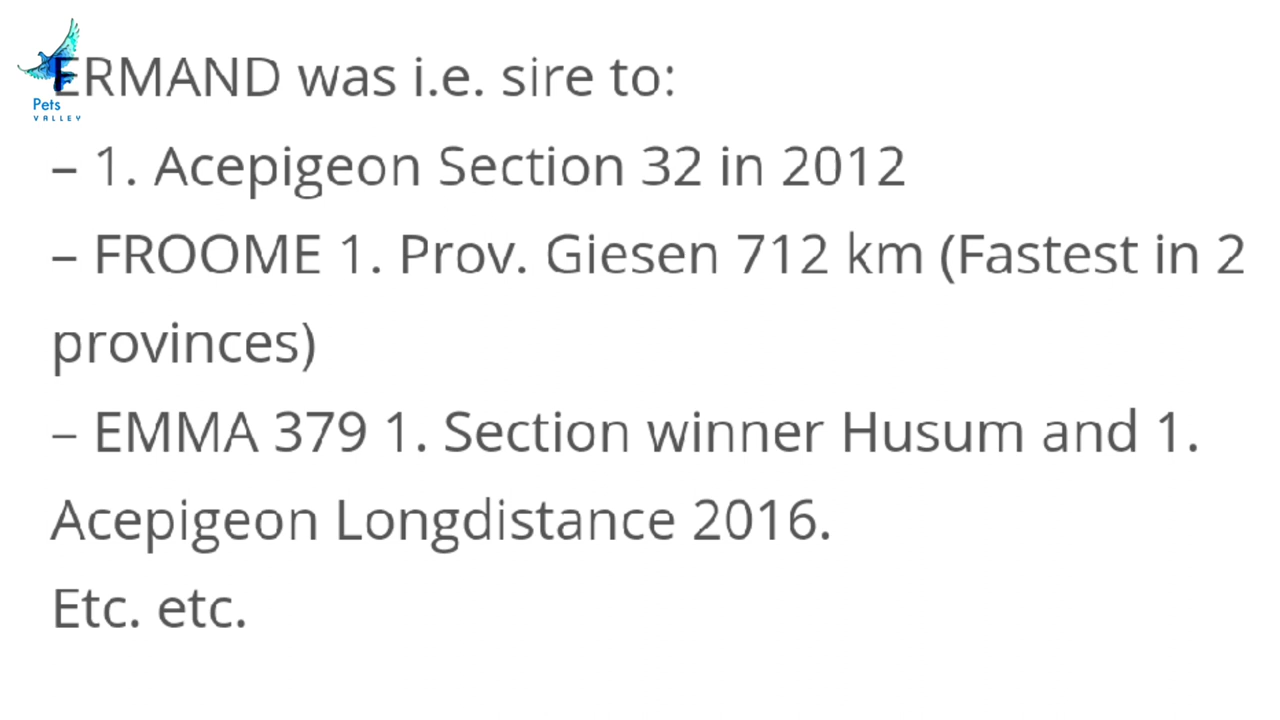 ERMAND was i.e. sire to:
Pets
VALLEY
– 1. Acepigeon Section 32 in 2012
– FROOME 1. Prov. Giesen 712 km (Fastest in 2
provinces)
– EMMA 379 1. Section winner Husum and 1.
Acepigeon Longdistance 2016.
Etc. etc.